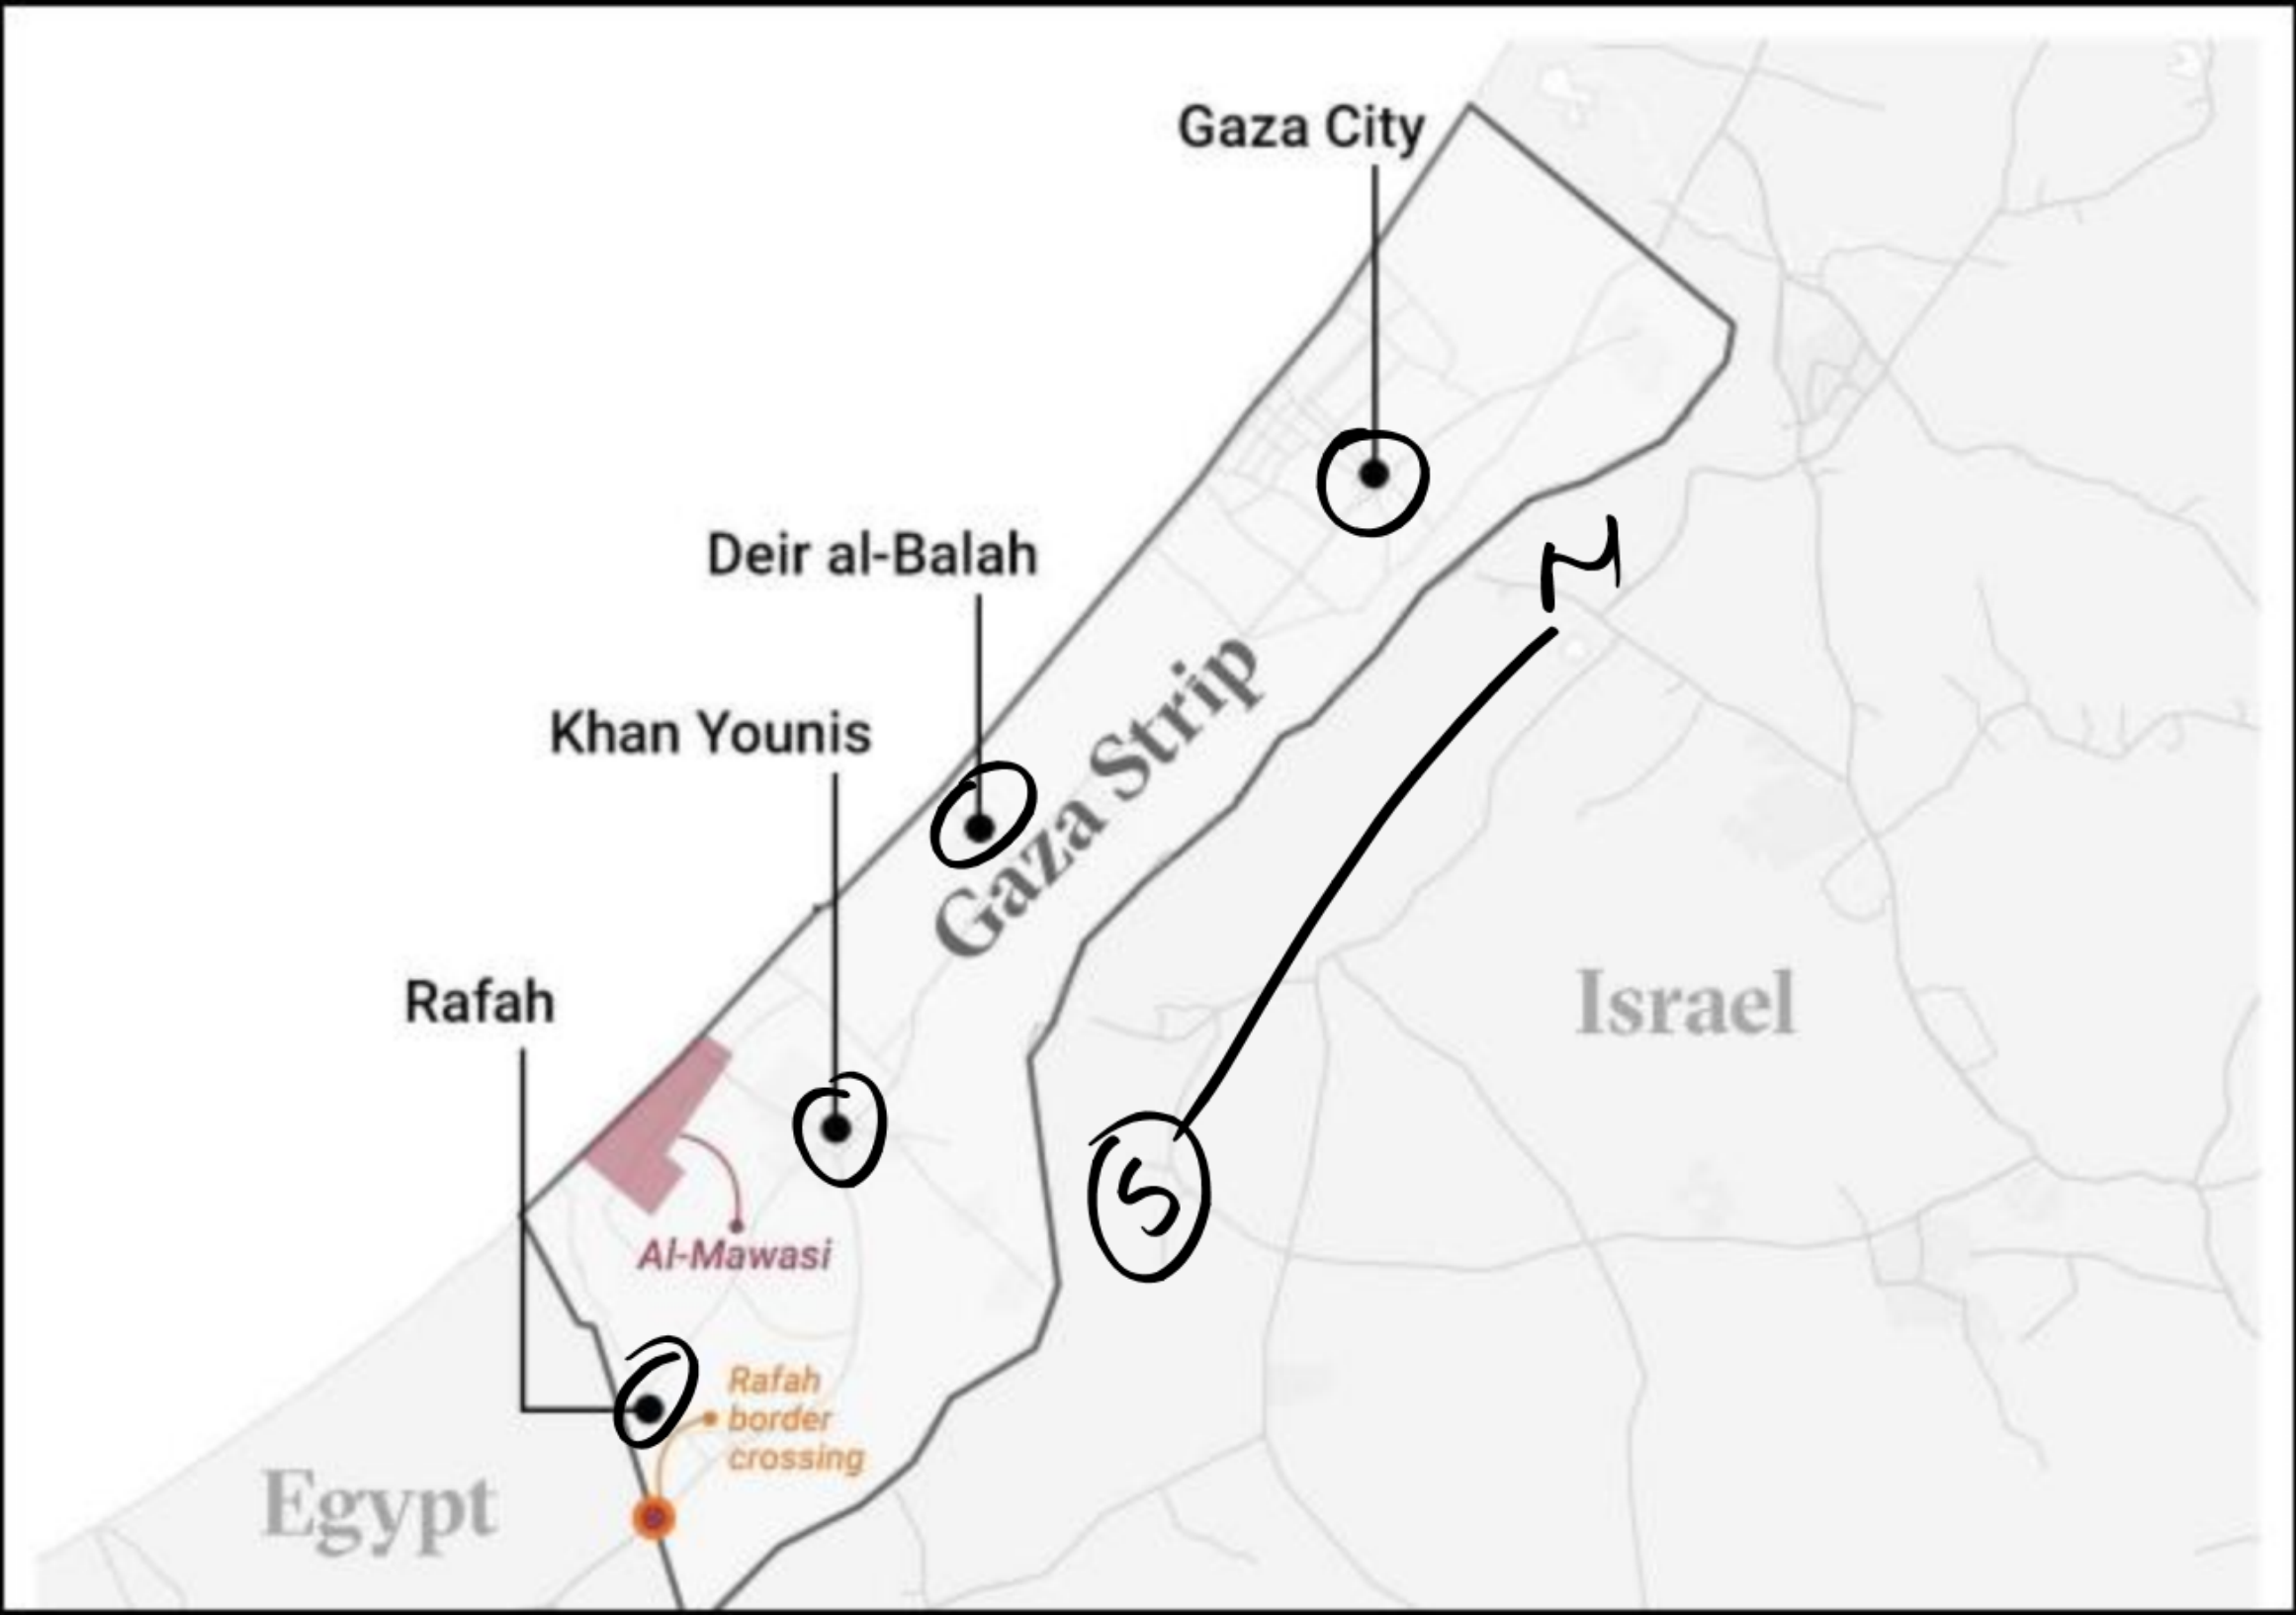 Gaza City
Deir al-Balah
N
Khan Younis
Gaza Strip
Israel
Rafah
S
Al-Mawasi
Rafah
border
crossing
Egypt